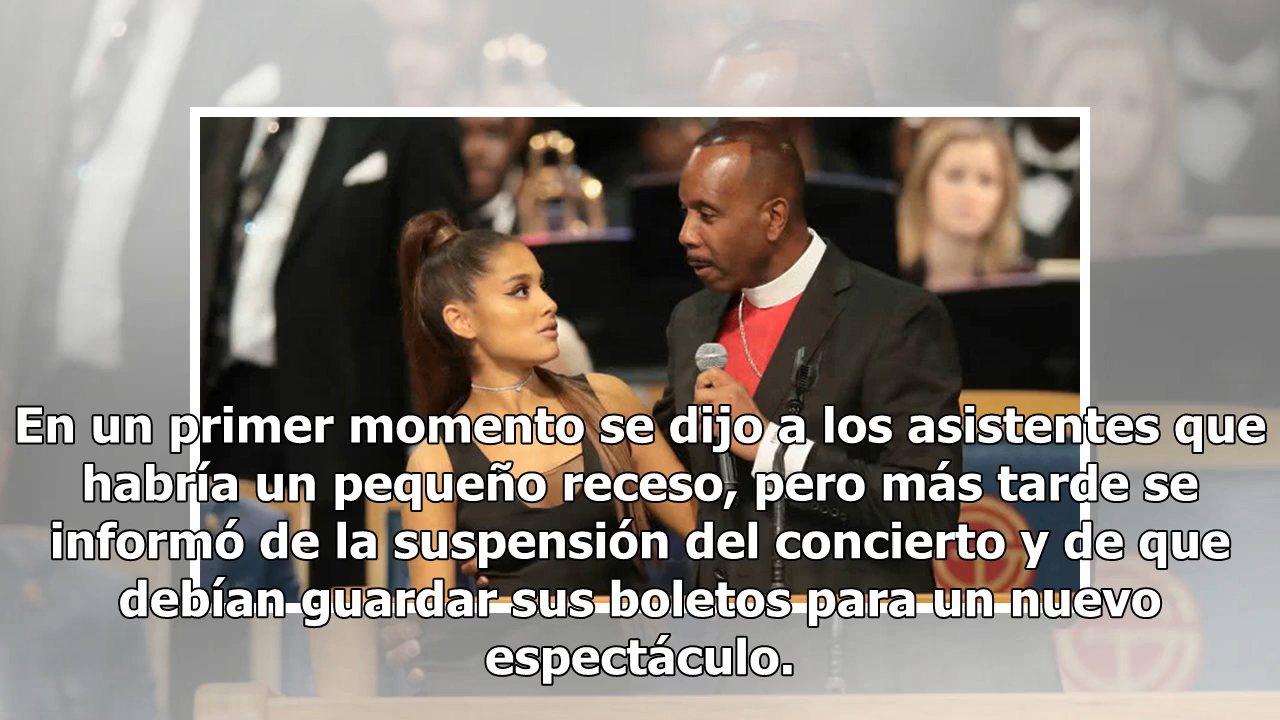 En un primer momento se dijo a los asistentes que
habría un pequeño receso, pero más tarde se
informó de la suspensión del concierto y de que
debían guardar sus boletos para un nuevo
espectáculo.